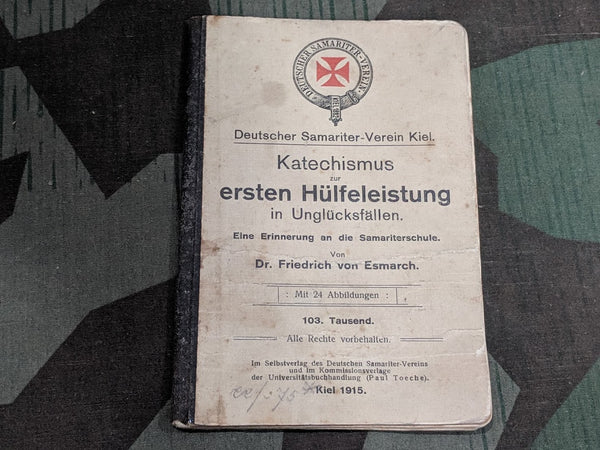 DEUTSCHER SAMARITER-VEREIN
Deutscher Samariter-Verein Kiel.
Katechismus
zur
ersten Hülfeleistung
in Unglücksfällen.
Eine Erinnerung an die Samariterschule.
Von
Dr. Friedrich von Esmarch.
: Mit 24 Abbildungen :
103. Tausend.
Alle Rechte vorbehalten.
Im Selbstverlag des Deutschen Samariter-Vereins
und im Kommissionsverlage
der Universitätsbuchhandlung (Paul Toeche).
Kiel 1915.